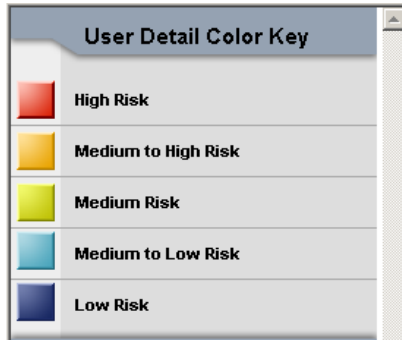 User Detail Color Key
High Risk
Medium to High Risk
Medium Risk
Medium to Low Risk
Low Risk